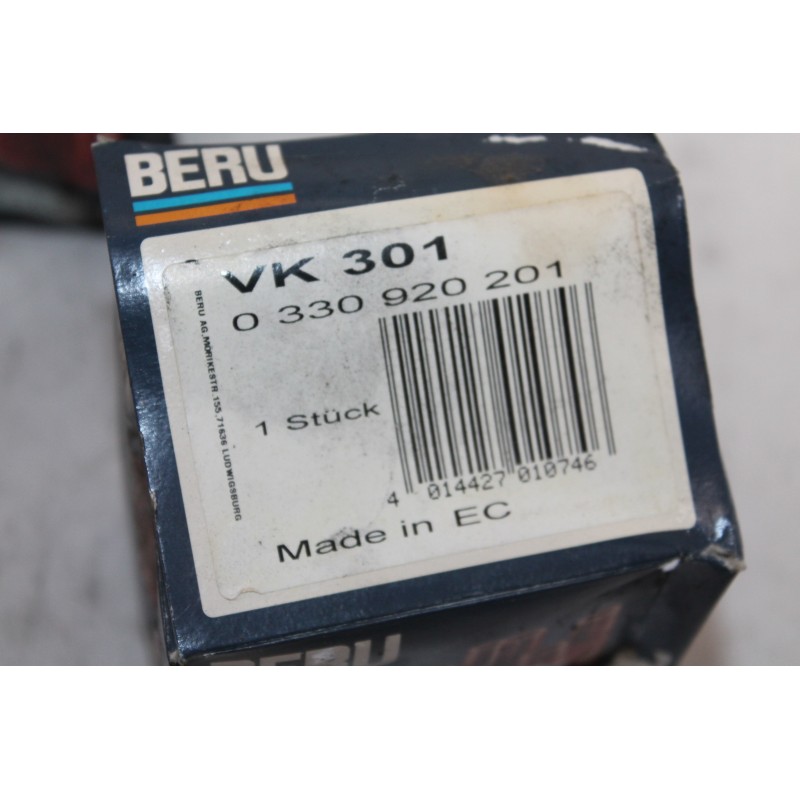 BERU
VK 301
0 330 920 201
BERU AG, MÖRIKESTR. 155, 71636 LUDWIGSBURG
1 Stück
4 014427 010746
Made in EC
BERU